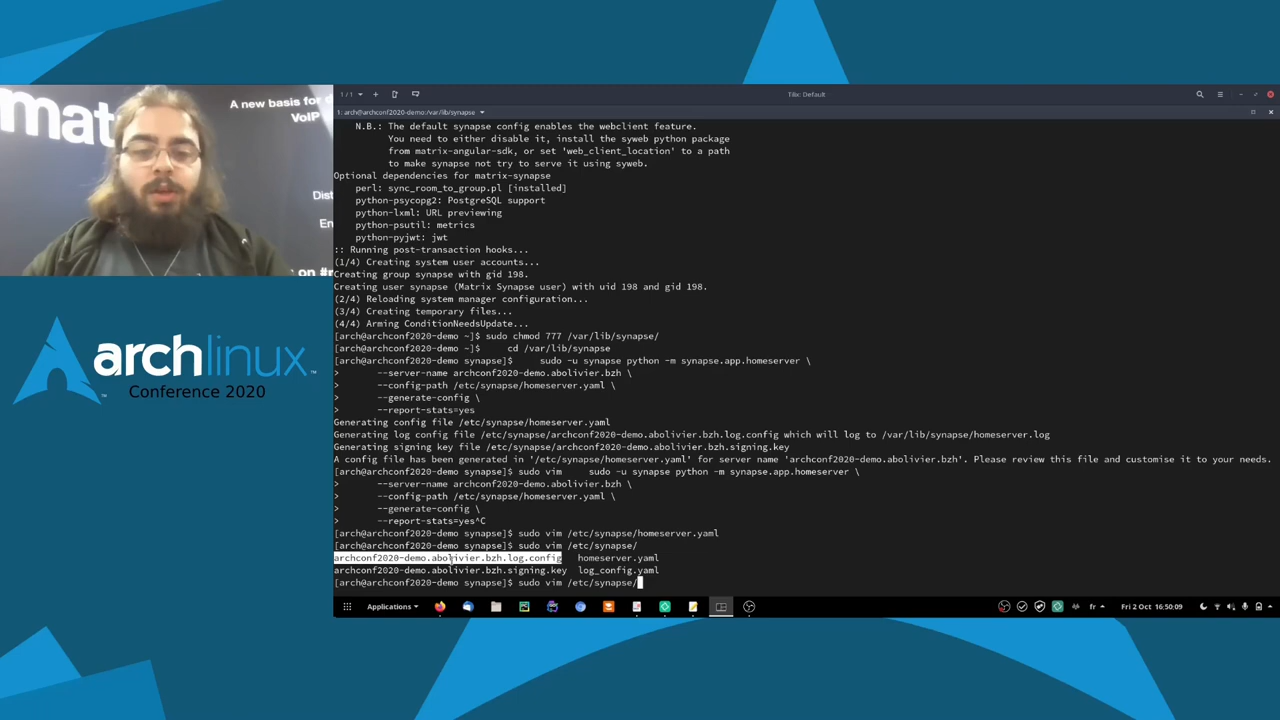 matr
A new basis for d
VoIP
Dist
En
s on #m
archlinux
TM
TM
Conference 2020
1 / 1
Tilix: Default
1: arch@archconf2020-demo:/var/lib/synapse
N.B.: The default synapse config enables the webclient feature.
You need to either disable it, install the syweb python package
from matrix-angular-sdk, or set 'web_client_location' to a path
to make synapse not try to serve it using syweb.
Optional dependencies for matrix-synapse
perl: sync_room_to_group.pl [installed]
python-psycopg2: PostgreSQL support
python-lxml: URL previewing
python-psutil: metrics
python-pyjwt: jwt
:: Running post-transaction hooks...
(1/4) Creating system user accounts...
Creating group synapse with gid 198.
Creating user synapse (Matrix Synapse user) with uid 198 and gid 198.
(2/4) Reloading system manager configuration...
(3/4) Creating temporary files...
(4/4) Arming ConditionNeedsUpdate...
[arch@archconf2020-demo ~]$ sudo chmod 777 /var/lib/synapse/
[arch@archconf2020-demo ~]$     cd /var/lib/synapse
[arch@archconf2020-demo synapse]$     sudo -u synapse python -m synapse.app.homeserver \
>       --server-name archconf2020-demo.abolivier.bzh \
>       --config-path /etc/synapse/homeserver.yaml \
>       --generate-config \
>       --report-stats=yes
Generating config file /etc/synapse/homeserver.yaml
Generating log config file /etc/synapse/archconf2020-demo.abolivier.bzh.log.config which will log to /var/lib/synapse/homeserver.log
Generating signing key file /etc/synapse/archconf2020-demo.abolivier.bzh.signing.key
A config file has been generated in '/etc/synapse/homeserver.yaml' for server name 'archconf2020-demo.abolivier.bzh'. Please review this file and customise it to your needs.
[arch@archconf2020-demo synapse]$ sudo vim     sudo -u synapse python -m synapse.app.homeserver \
>       --server-name archconf2020-demo.abolivier.bzh \
>       --config-path /etc/synapse/homeserver.yaml \
>       --generate-config \
>       --report-stats=yes^C
[arch@archconf2020-demo synapse]$ sudo vim /etc/synapse/homeserver.yaml
[arch@archconf2020-demo synapse]$ sudo vim /etc/synapse/
archconf2020-demo.abolivier.bzh.log.config   homeserver.yaml
archconf2020-demo.abolivier.bzh.signing.key  log_config.yaml
[arch@archconf2020-demo synapse]$ sudo vim /etc/synapse/
Applications
fr
Fri 2 Oct 16:50:09